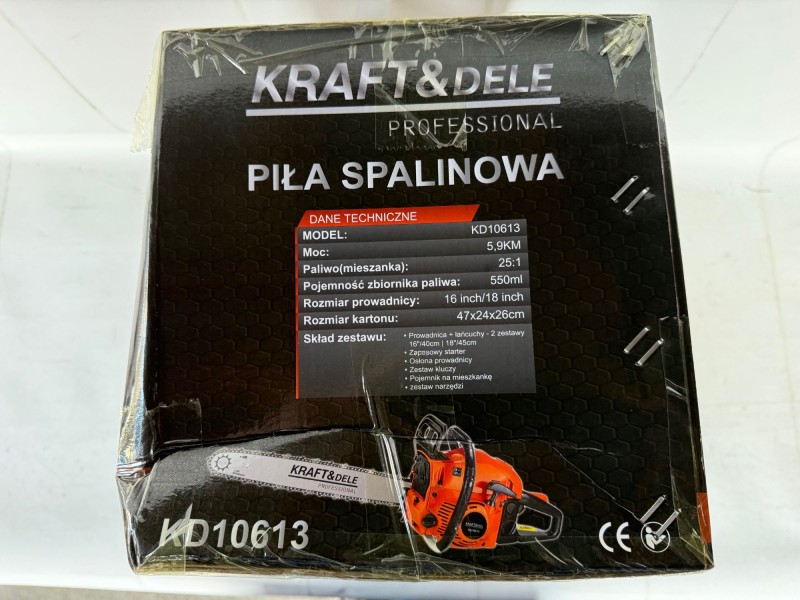 KRAFT&DELE
PROFESSIONAL
PIŁA SPALINOWA
DANE TECHNICZNE
MODEL: KD10613
Moc: 5,9KM
Paliwo(mieszanka): 25:1
Pojemność zbiornika paliwa: 550ml
Rozmiar prowadnicy: 16 inch/18 inch
Rozmiar kartonu: 47x24x26cm
Skład zestawu: • Prowadnica + łańcuchy - 2 zestawy
16"/40cm | 18"/45cm
• Zapasowy starter
• Osłona prowadnicy
• Zestaw kluczy
• Pojemnik na mieszkankę
• zestaw narzędzi
KRAFT&DELE
PROFESSIONAL
KD10613
CE